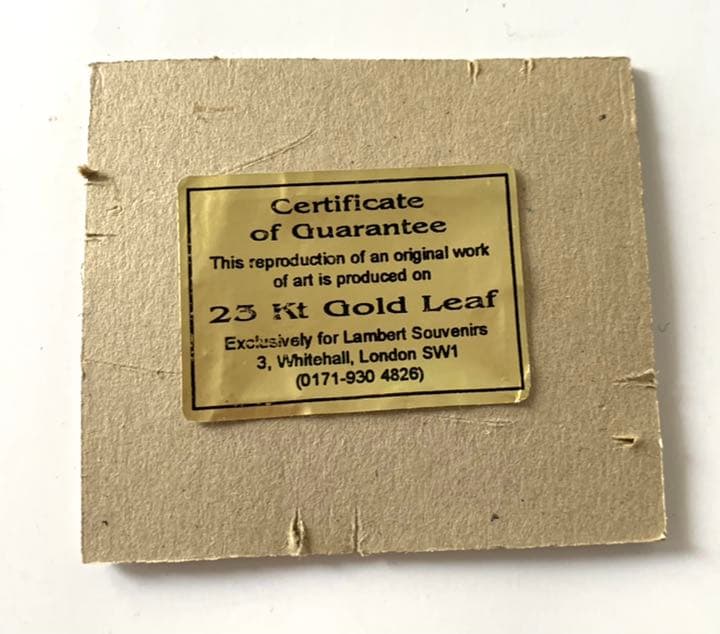 Certificate
of Guarantee
This reproduction of an original work
of art is produced on
23 Kt Gold Leaf
Exclusively for Lambert Souvenirs
3, Whitehall, London SW1
(0171-930 4826)